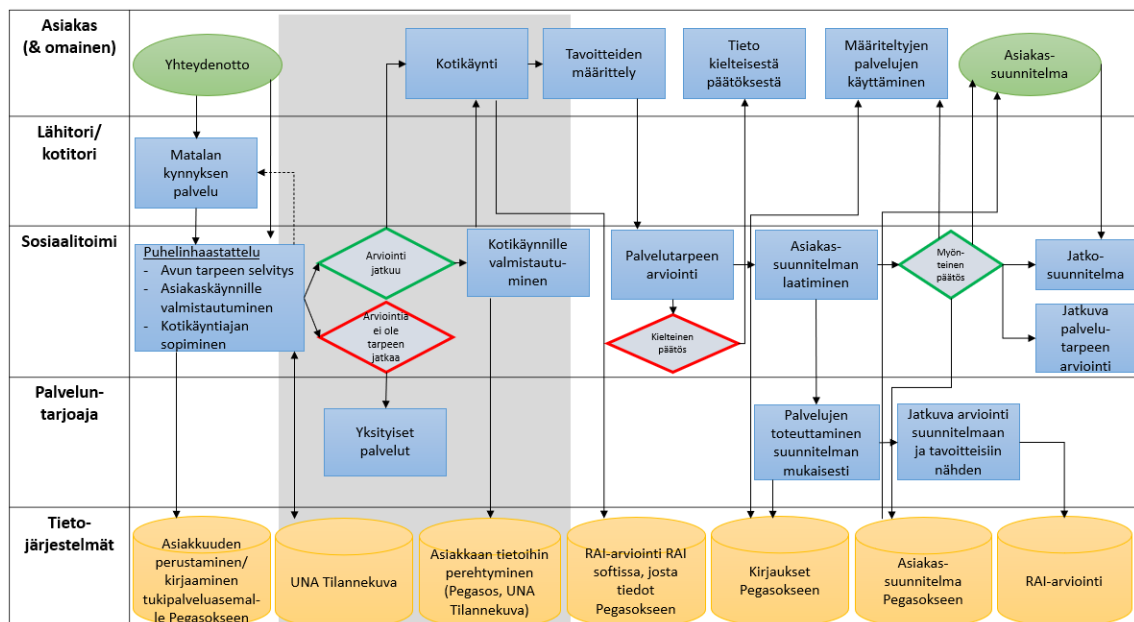 Asiakas
(& omainen)
Yhteydenotto
Kotikäynti
Tavoitteiden
määrittely
Tieto
kielteisestä
päätöksestä
Määriteltyjen
palvelujen
käyttäminen
Asiakas-
suunnitelma
Lähitori/
kotitori
Matalan
kynnyksen
palvelu
Sosiaalitoimi
Puhelinhaastattelu
- Avun tarpeen selvitys
- Asiakaskäynnille
valmistautuminen
- Kotikäyntiajan
sopiminen
Arviointi
jatkuu
Arviointia
ei ole
tarpeen
jatkaa
Kotikäynnille
valmistautu-
minen
Palvelutarpeen
arviointi
Kielteinen
päätös
Asiakas-
suunnitelman
laatiminen
Myön-
teinen
päätös
Jatko-
suunnitelma
Jatkuva
palvelu-
tarpeen
arviointi
Palvelun-
tarjoaja
Yksityiset
palvelut
Palvelujen
toteuttaminen
suunnitelman
mukaisesti
Jatkuva arviointi
suunnitelmaan
ja tavoitteisiin
nähden
Tieto-
järjestelmät
Asiakkuuden
perustaminen/
kirjaaminen
tukipalveluasemal-
le Pegasokseen
UNA Tilannekuva
Asiakkaan tietoihin
perehtyminen
(Pegasos, UNA
Tilannekuva)
RAI-arviointi RAI
softissa, josta
tiedot
Pegasokseen
Kirjaukset
Pegasokseen
Asiakas-
suunnitelma
Pegasokseen
RAI-arviointi